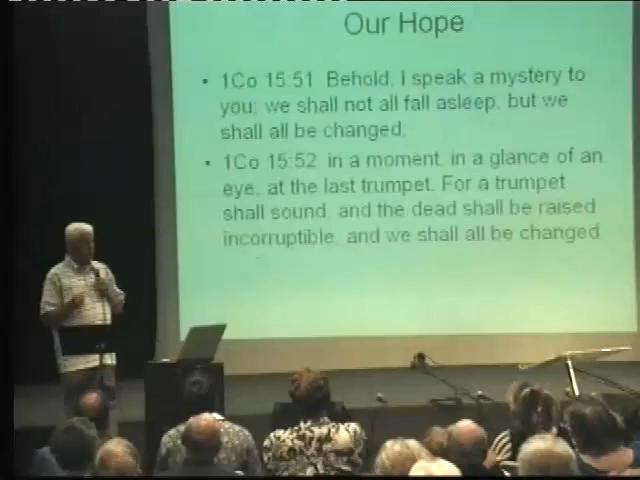 Our Hope
• 1Co 15:51 Behold, I speak a mystery to
you; we shall not all fall asleep, but we
shall all be changed;
• 1Co 15:52 in a moment, in a glance of an
eye, at the last trumpet. For a trumpet
shall sound, and the dead shall be raised
incorruptible, and we shall all be changed